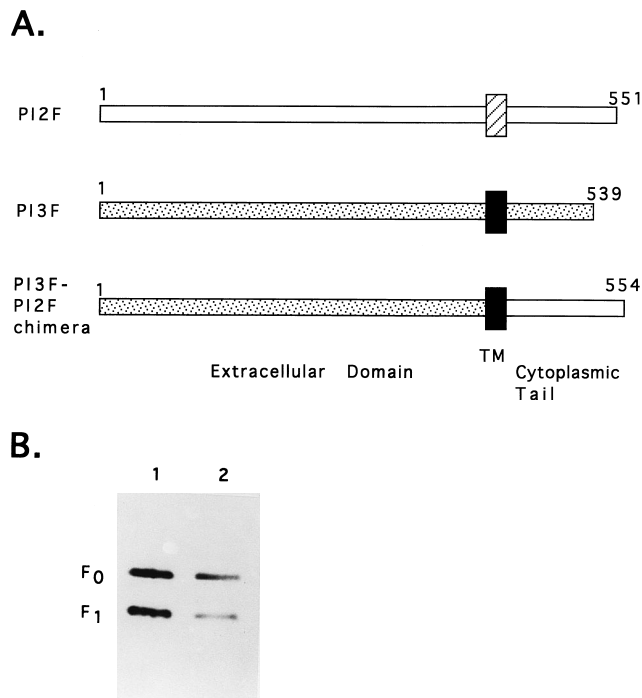 A.
PI2F
1
551
PI3F
1
539
PI3F-
PI2F
chimera
1
554
Extracellular Domain
TM
Cytoplasmic
Tail
B.
1 2
F0
F1